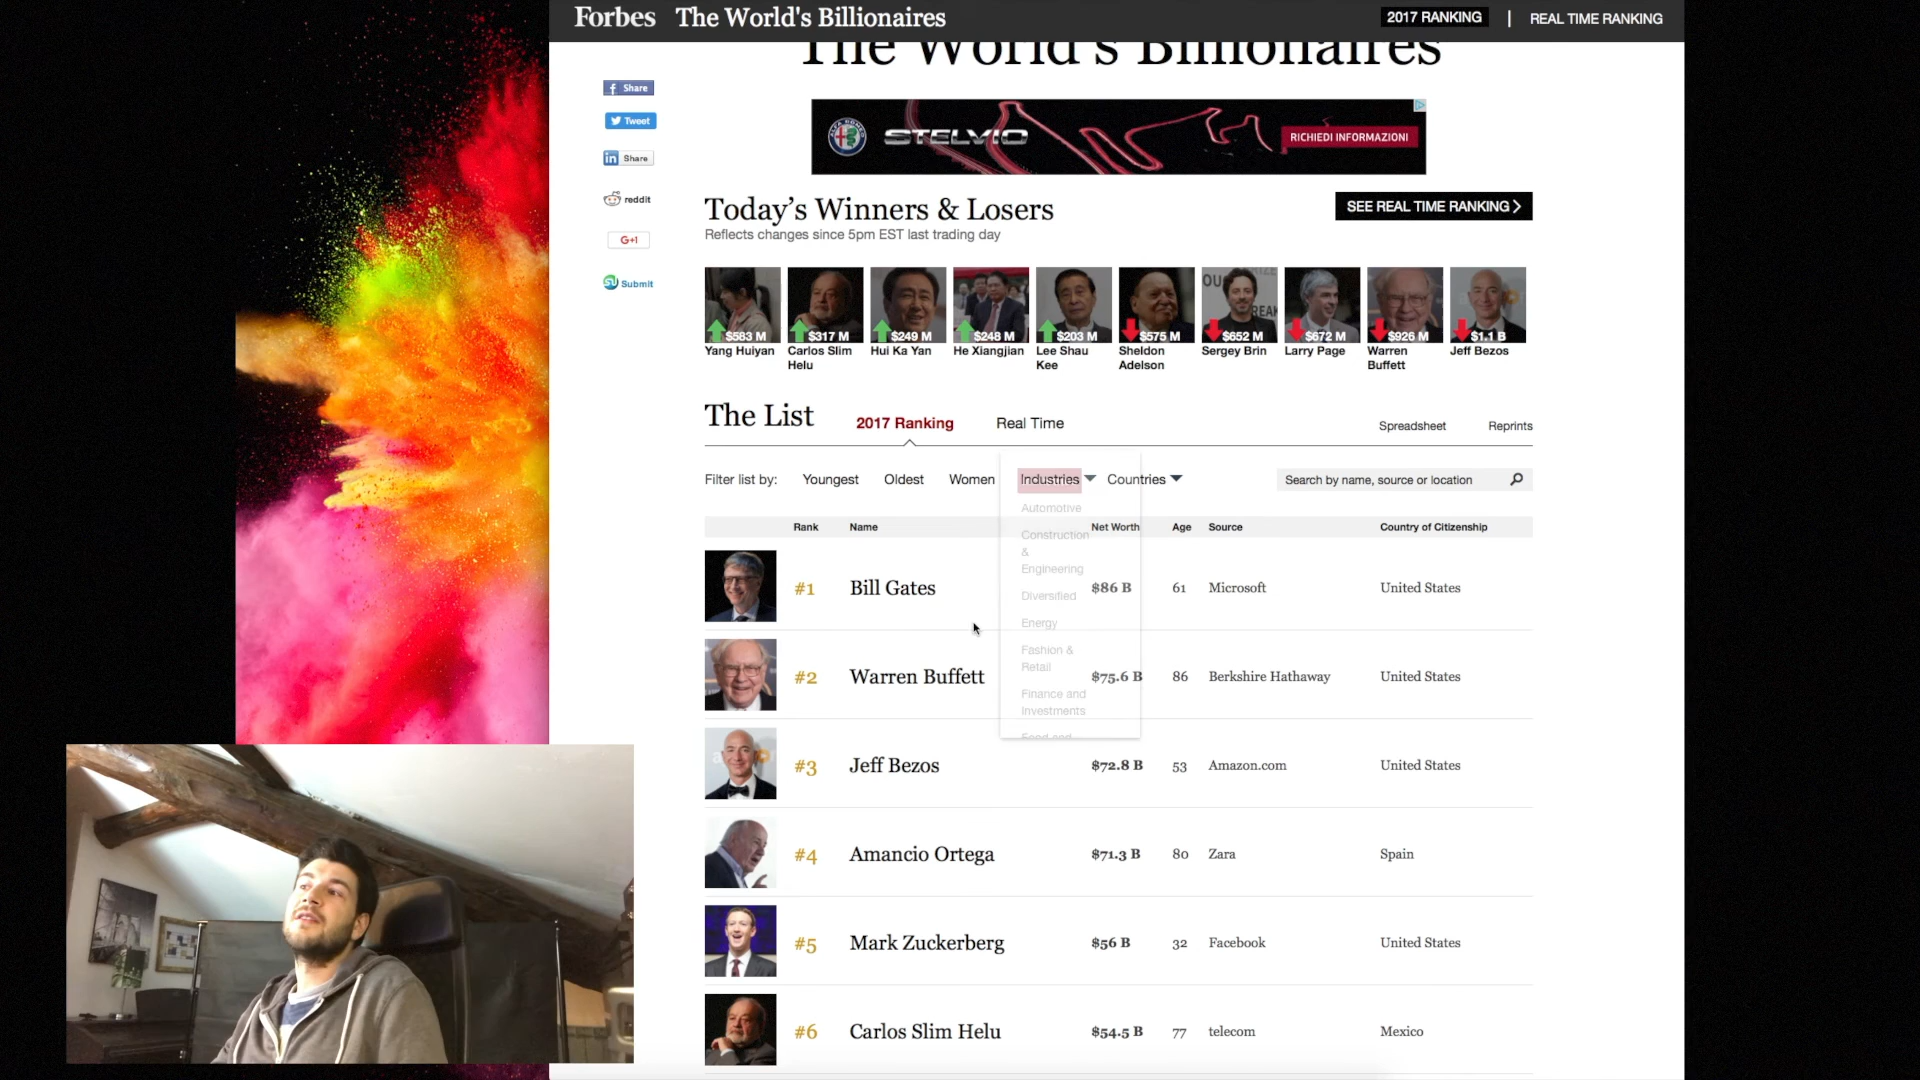 Forbes The World's Billionaires 2017 RANKING | REAL TIME RANKING
The World's Billionaires
Share
Tweet
in Share
reddit
G+1
Submit
STELVIO RICHIEDI INFORMAZIONI
Today's Winners & Losers
SEE REAL TIME RANKING
Reflects changes since 5pm EST last trading day
$583 M $317 M $249 M $248 M $203 M $575 M $652 M $672 M $926 M $1.1 B
Yang Huiyan Carlos Slim Helu Hui Ka Yan He Xiangjian Lee Shau Kee Sheldon Adelson Sergey Brin Larry Page Warren Buffett Jeff Bezos
The List 2017 Ranking Real Time Spreadsheet Reprints
Filter list by: Youngest Oldest Women Industries Countries Search by name, source or location
Automotive
Construction
&
Engineering
Diversified
Energy
Fashion &
Retail
Finance and
Investments
Food and
Rank Name Net Worth Age Source Country of Citizenship
#1 Bill Gates $86 B 61 Microsoft United States
#2 Warren Buffett $75.6 B 86 Berkshire Hathaway United States
#3 Jeff Bezos $72.8 B 53 Amazon.com United States
#4 Amancio Ortega $71.3 B 80 Zara Spain
#5 Mark Zuckerberg $56 B 32 Facebook United States
#6 Carlos Slim Helu $54.5 B 77 telecom Mexico